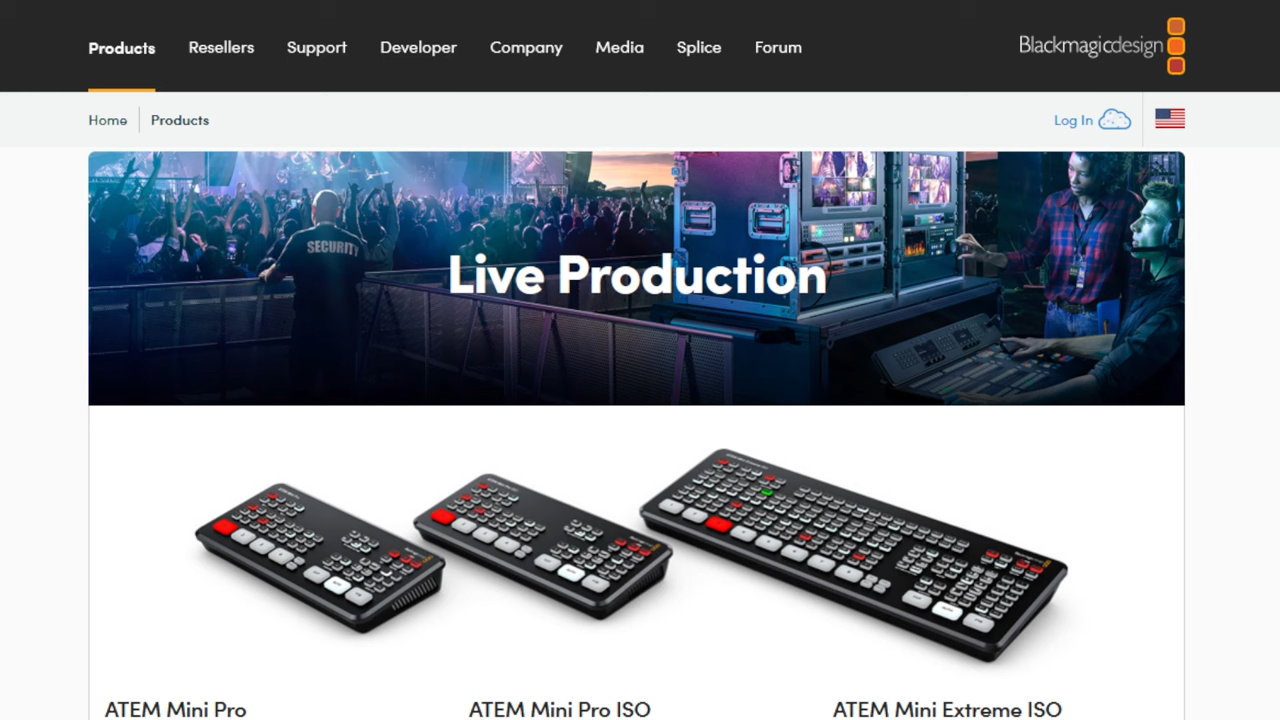 Products Resellers Support Developer Company Media Splice Forum Blackmagicdesign
Home Products Log In
SECURITY
Live Production
ATEM Mini Pro ATEM Mini Pro ISO ATEM Mini Extreme ISO